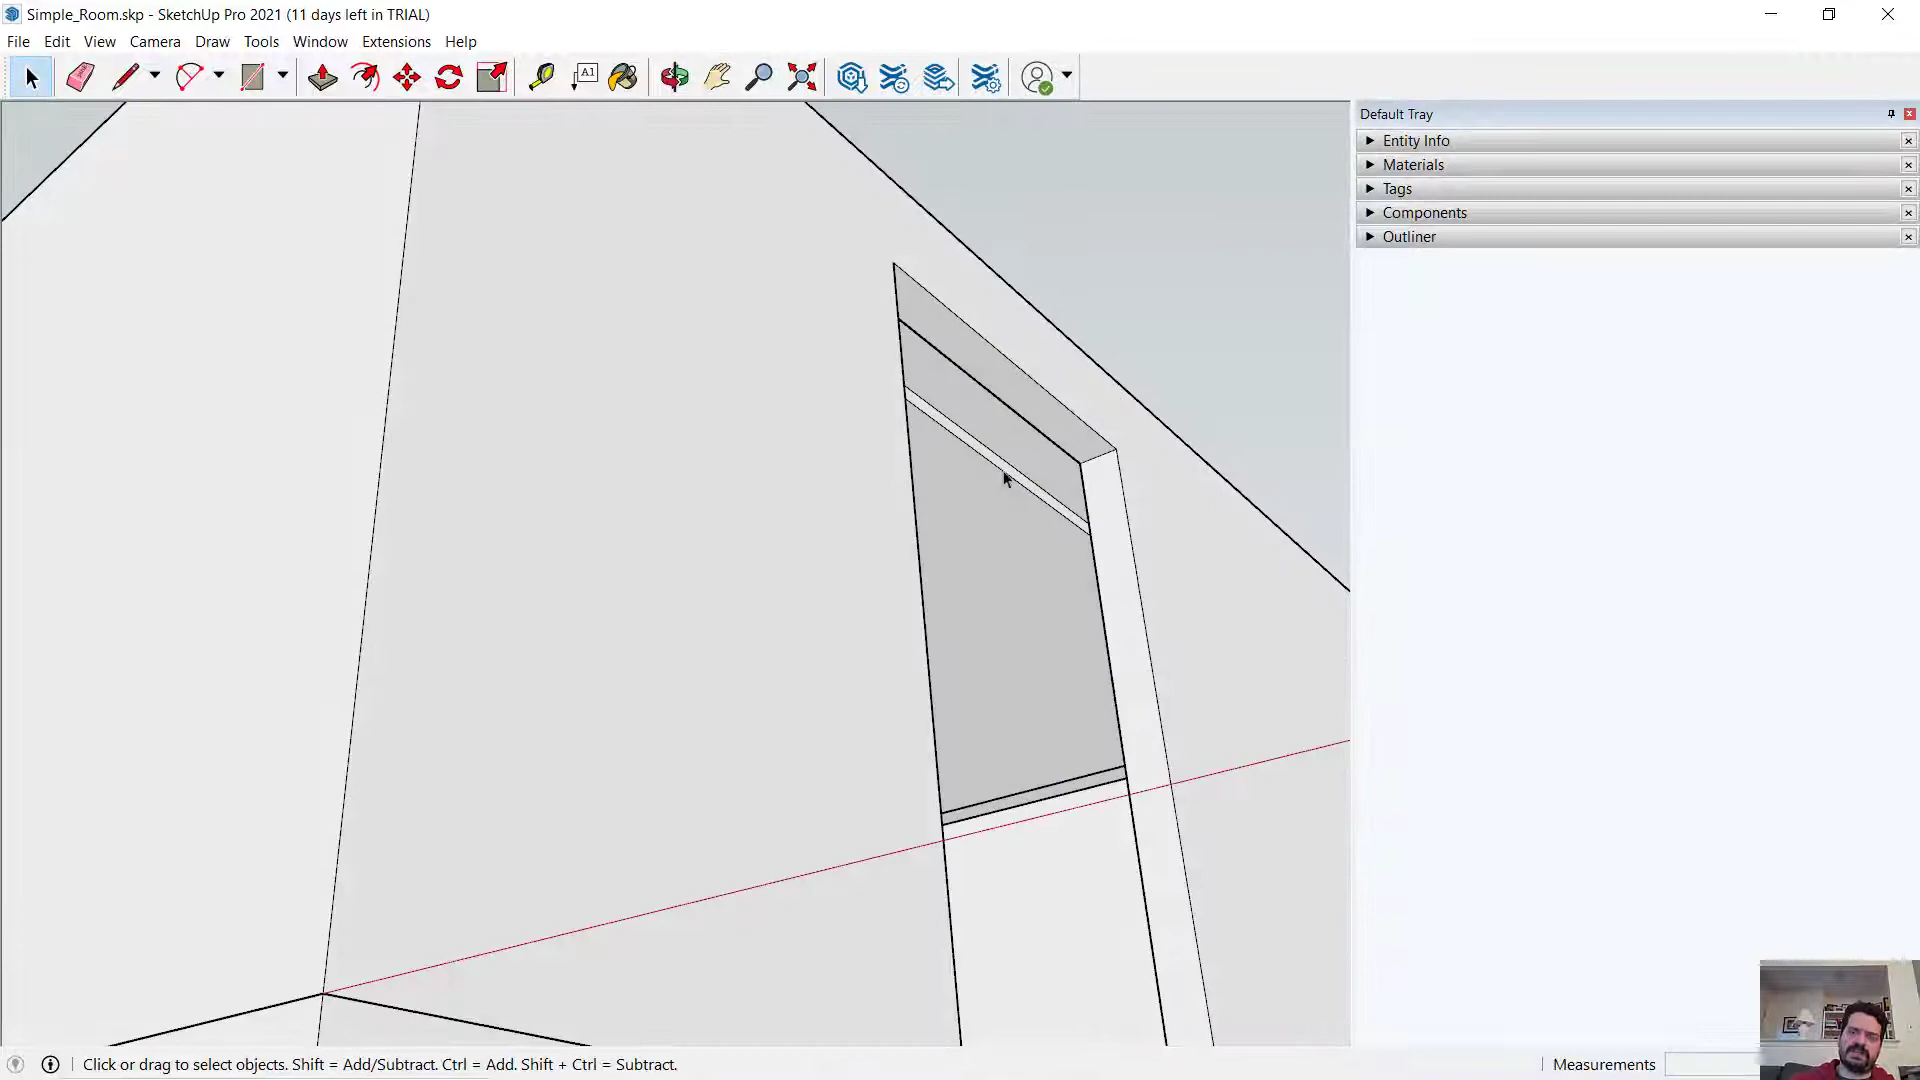 Simple_Room.skp - SketchUp Pro 2021 (11 days left in TRIAL)
File Edit View Camera Draw Tools Window Extensions Help
A1
Default Tray
Entity Info
Materials
Tags
Components
Outliner
Click or drag to select objects. Shift = Add/Subtract. Ctrl = Add. Shift + Ctrl = Subtract.
Measurements